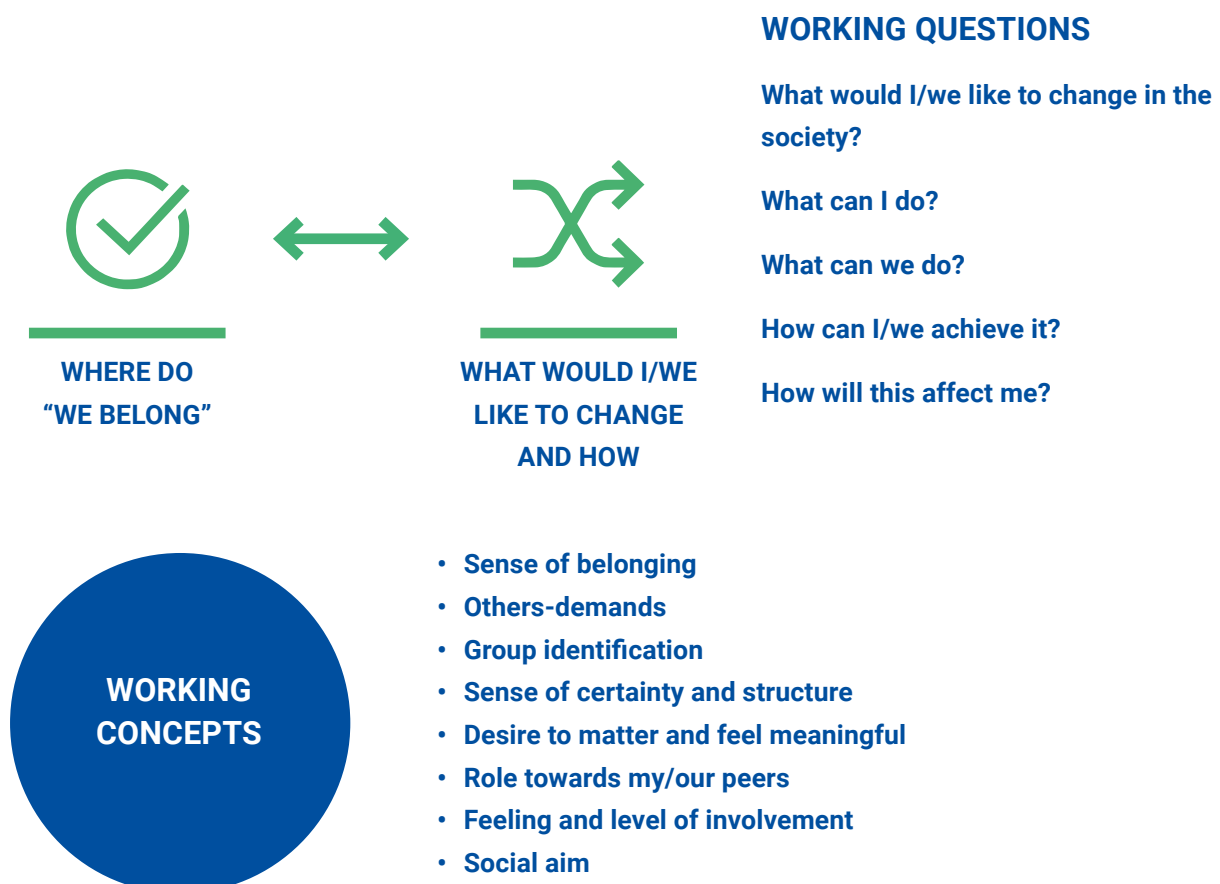 WORKING QUESTIONS
What would I/we like to change in the
society?
What can I do?
What can we do?
How can I/we achieve it?
How will this affect me?
WHERE DO
“WE BELONG”
WHAT WOULD I/WE
LIKE TO CHANGE
AND HOW
WORKING
CONCEPTS
• Sense of belonging
• Others-demands
• Group identification
• Sense of certainty and structure
• Desire to matter and feel meaningful
• Role towards my/our peers
• Feeling and level of involvement
• Social aim